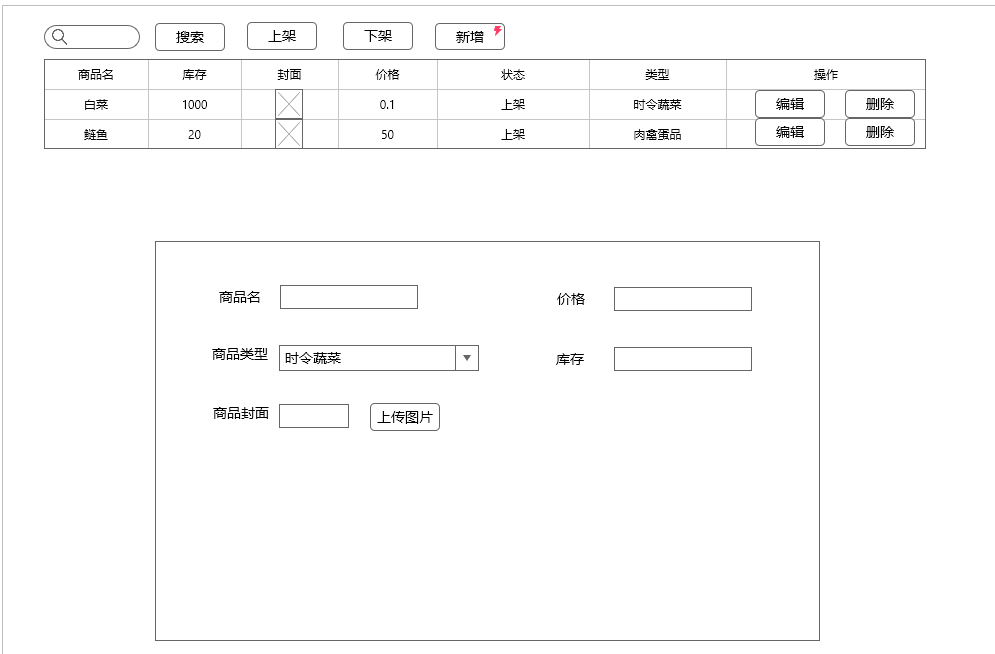 搜索 上架 下架 新增
商品名 库存 封面 价格 状态 类型 操作
白菜 1000 0.1 上架 时令蔬菜 编辑 删除
鲢鱼 20 50 上架 肉禽蛋品 编辑 删除
商品名 价格
商品类型 时令蔬菜 库存
商品封面 上传图片